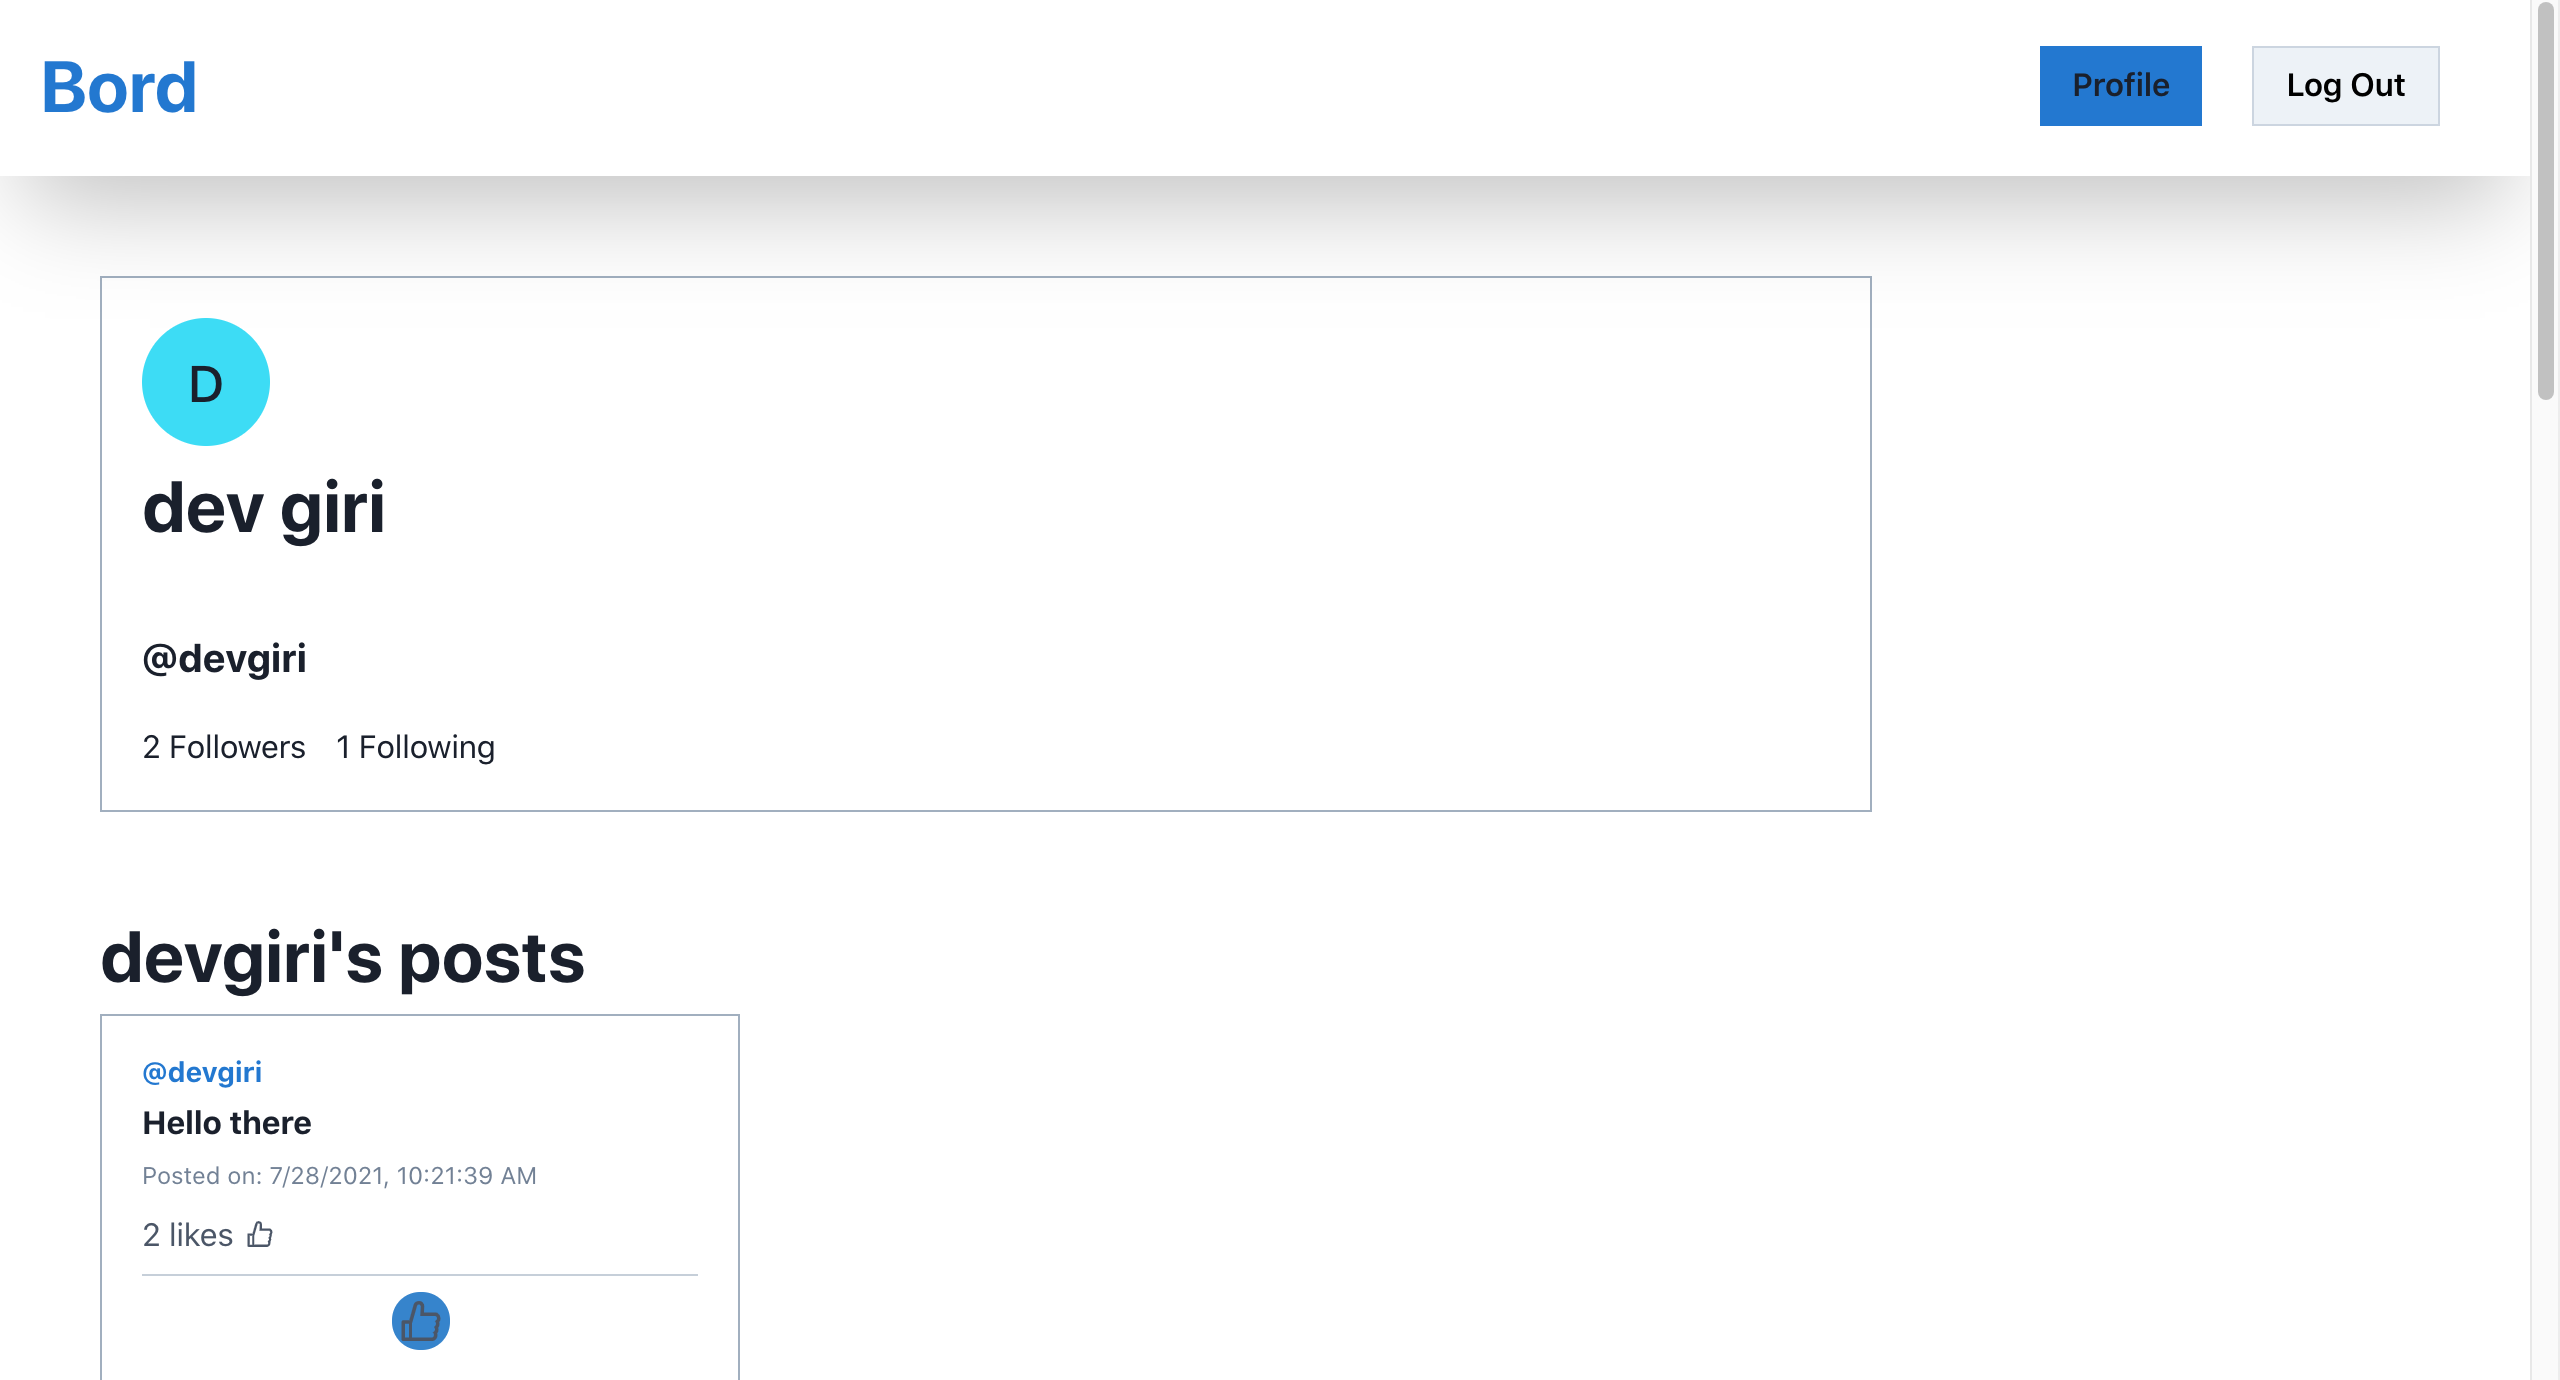 Bord
Profile
Log Out
D
dev giri
@devgiri
2 Followers 1 Following
devgiri's posts
@devgiri
Hello there
Posted on: 7/28/2021, 10:21:39 AM
2 likes